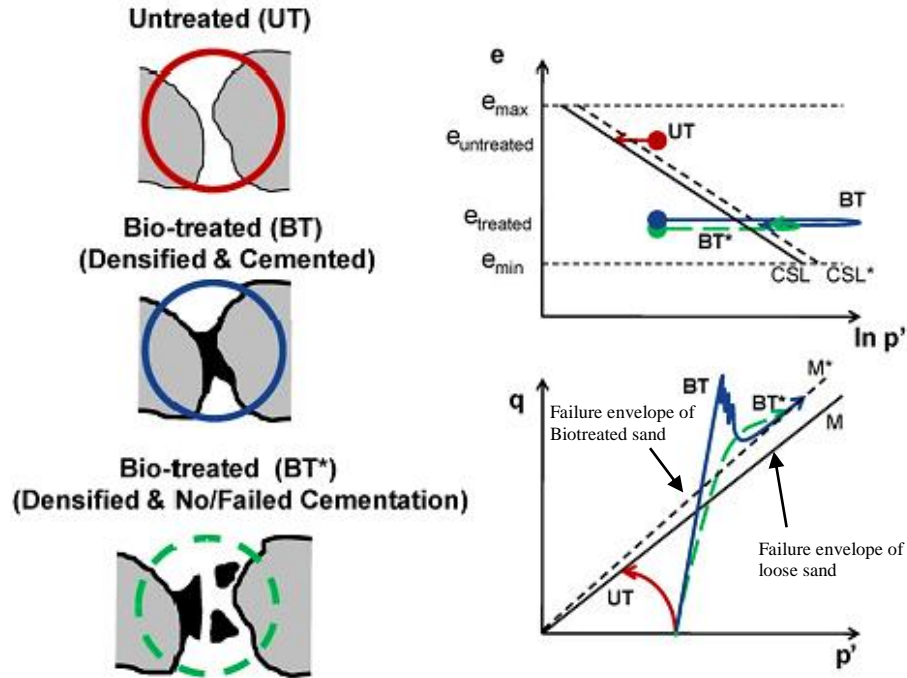 Untreated (UT)
Bio-treated (BT)
(Densified & Cemented)
Bio-treated (BT*)
(Densified & No/Failed Cementation)
e
e_max
e_untreated
UT
e_treated
BT
BT*
e_min
CSL
CSL*
ln p'
q
BT
M*
BT*
M
Failure envelope of
Biotreated sand
Failure envelope of
loose sand
UT
p'